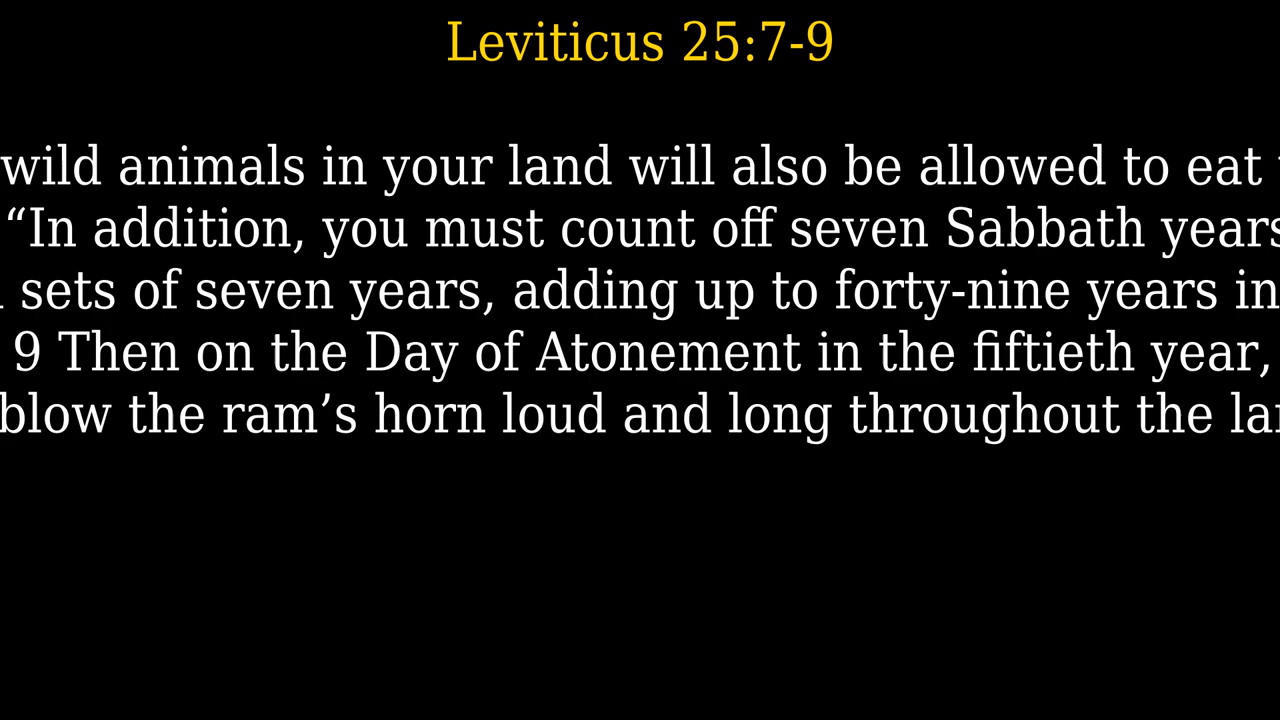 Leviticus 25:7-9
wild animals in your land will also be allowed to eat
“In addition, you must count off seven Sabbath years
sets of seven years, adding up to forty-nine years in
9 Then on the Day of Atonement in the fiftieth year,
blow the ram’s horn loud and long throughout the